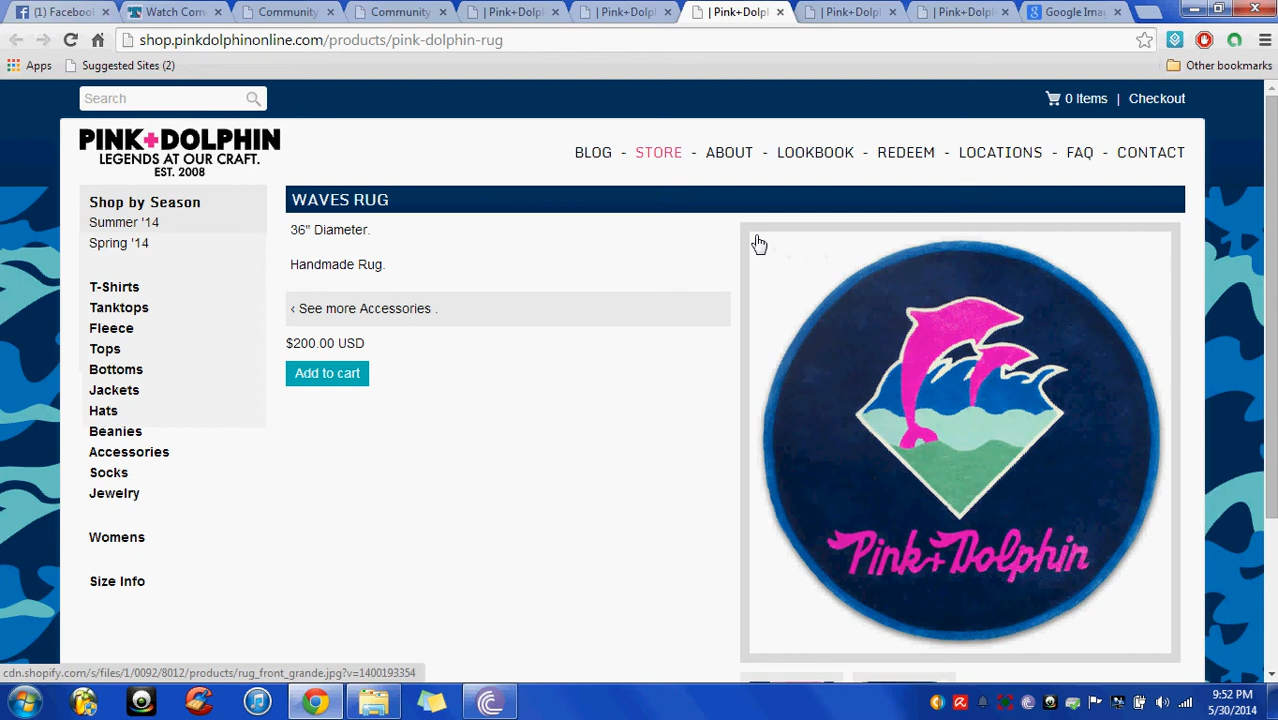 (1) Facebook
Watch Com
Community
Community
| Pink+Dolp
| Pink+Dolp
| Pink+Dolp
| Pink+Dolp
| Pink+Dolp
Google Imag
shop.pinkdolphinonline.com/products/pink-dolphin-rug
Apps
Suggested Sites (2)
Other bookmarks
Search
0 Items | Checkout
PINK+DOLPHIN
LEGENDS AT OUR CRAFT.
EST. 2008
BLOG - STORE - ABOUT - LOOKBOOK - REDEEM - LOCATIONS - FAQ - CONTACT
Shop by Season
Summer '14
Spring '14
T-Shirts
Tanktops
Fleece
Tops
Bottoms
Jackets
Hats
Beanies
Accessories
Socks
Jewelry
Womens
Size Info
WAVES RUG
36" Diameter.
Handmade Rug.
‹ See more Accessories .
$200.00 USD
Add to cart
Pink+Dolphin
cdn.shopify.com/s/files/1/0092/8012/products/rug_front_grande.jpg?v=1400193354
9:52 PM
5/30/2014